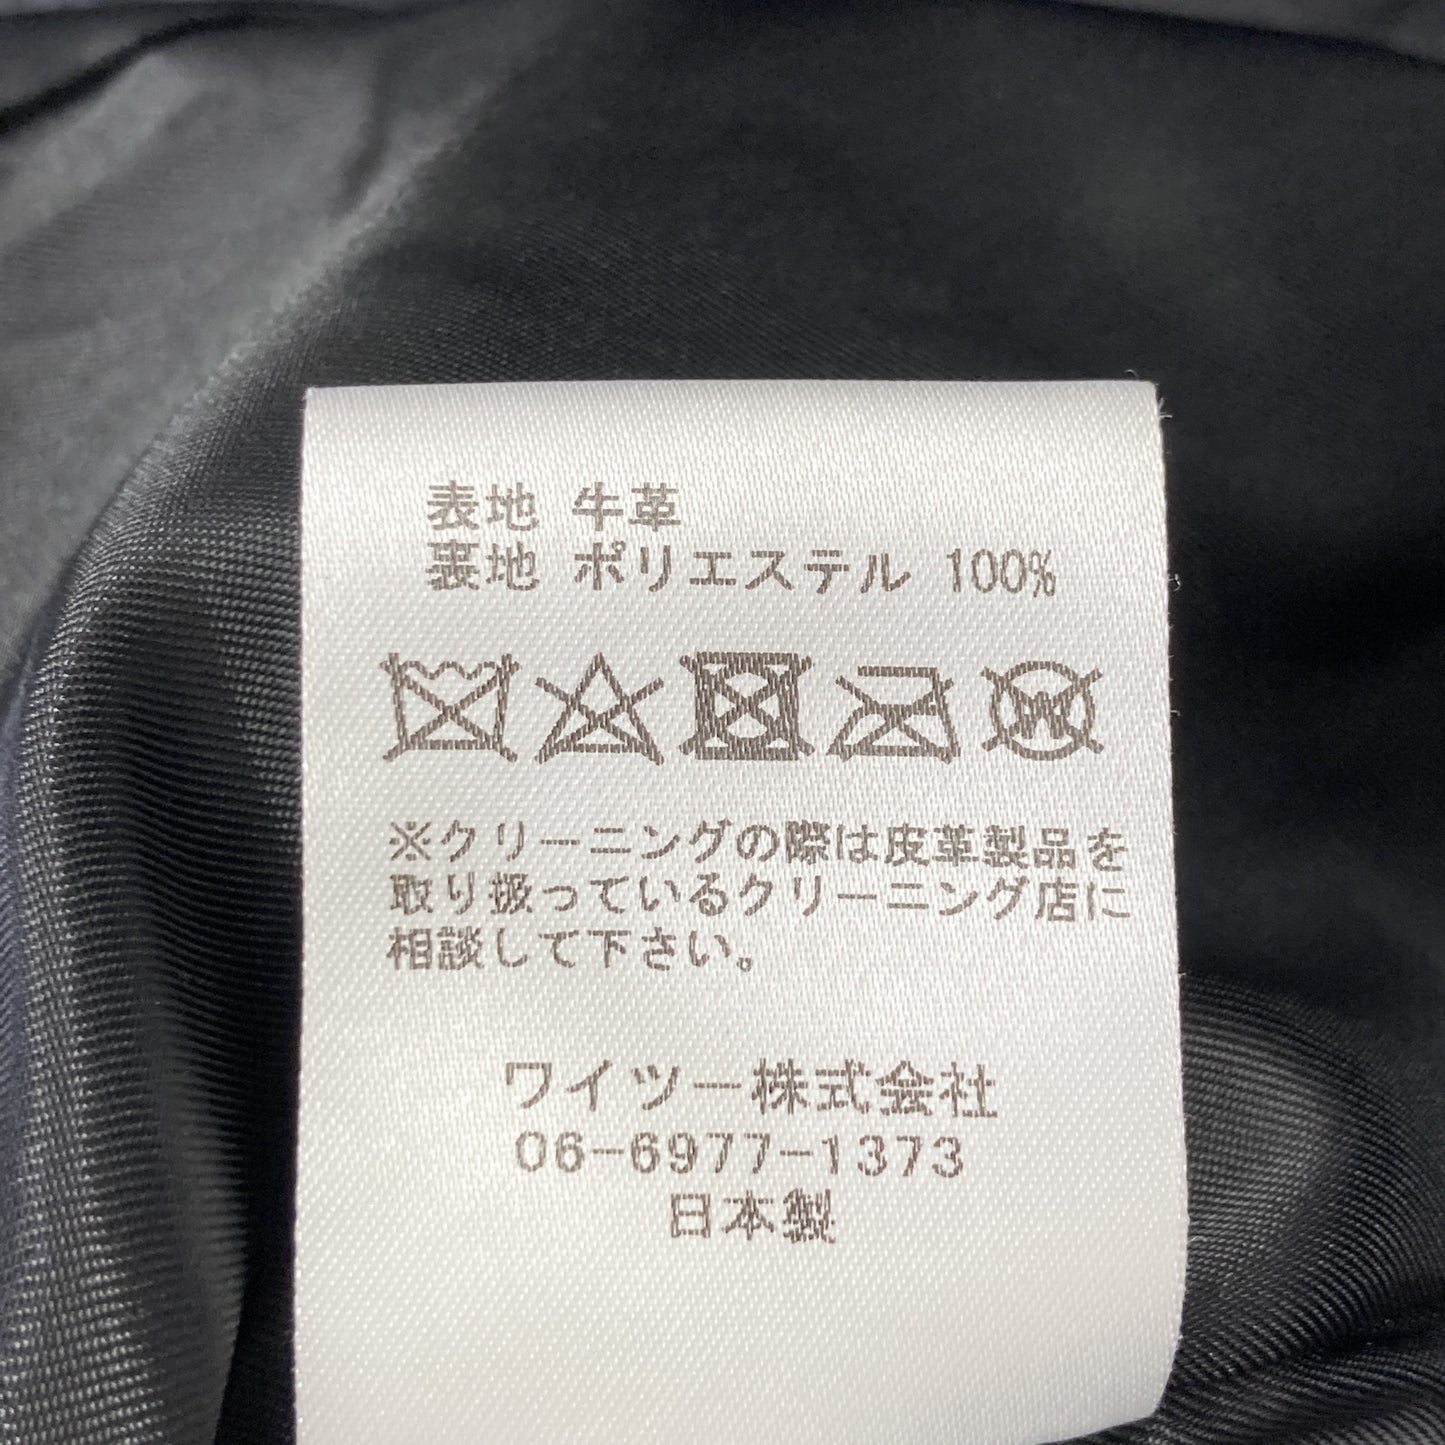 表地 牛革
裏地 ポリエステル 100%
W
※クリーニングの際は皮革製品を
取り扱っているクリーニング店に
相談して下さい。
ワイツー株式会社
06-6977-1373
日本製